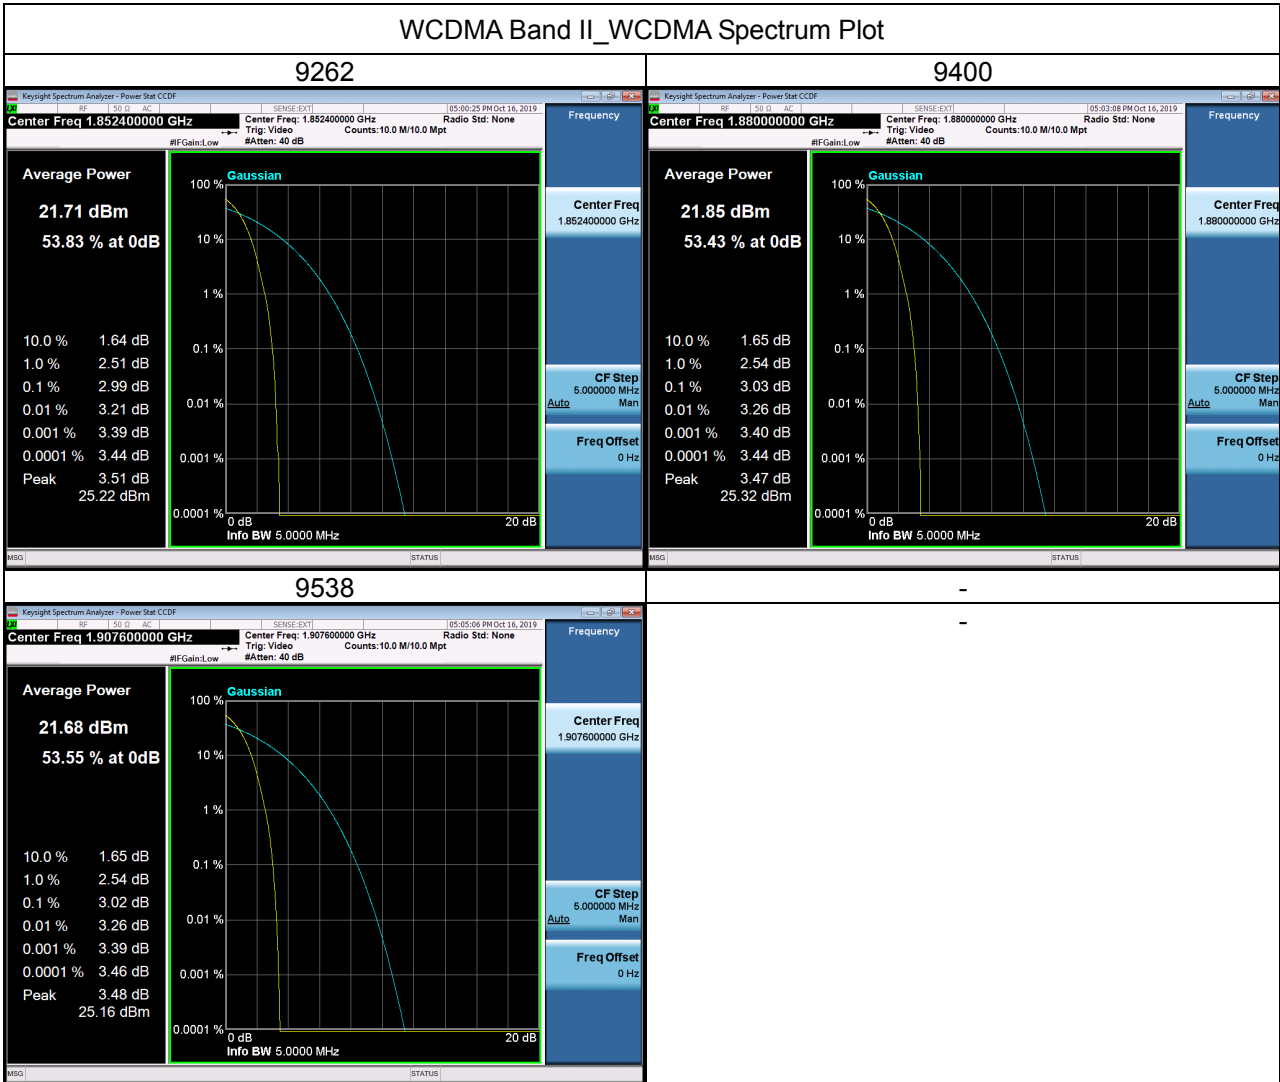 WCDMA Band II_WCDMA Spectrum Plot
9262
9400
Keysight Spectrum Analyzer - Power Stat CCDF
RF 50 Ω AC SENSE:EXT 05:00:25 PM Oct 16, 2019
Center Freq 1.852400000 GHz
Center Freq: 1.852400000 GHz Radio Std: None
Trig: Video Counts:10.0 M/10.0 Mpt
#IFGain:Low #Atten: 40 dB
Average Power
21.71 dBm
53.83 % at 0dB
10.0 % 1.64 dB
1.0 % 2.51 dB
0.1 % 2.99 dB
0.01 % 3.21 dB
0.001 % 3.39 dB
0.0001 % 3.44 dB
Peak 3.51 dB
25.22 dBm
Gaussian
100 %
10 %
1 %
0.1 %
0.01 %
0.001 %
0.0001 %
0 dB 20 dB
Info BW 5.0000 MHz
Frequency
Center Freq
1.852400000 GHz
CF Step
5.000000 MHz
Auto Man
Freq Offset
0 Hz
MSG STATUS
Keysight Spectrum Analyzer - Power Stat CCDF
RF 50 Ω AC SENSE:EXT 05:03:08 PM Oct 16, 2019
Center Freq 1.880000000 GHz
Center Freq: 1.880000000 GHz Radio Std: None
Trig: Video Counts:10.0 M/10.0 Mpt
#IFGain:Low #Atten: 40 dB
Average Power
21.85 dBm
53.43 % at 0dB
10.0 % 1.65 dB
1.0 % 2.54 dB
0.1 % 3.03 dB
0.01 % 3.26 dB
0.001 % 3.40 dB
0.0001 % 3.44 dB
Peak 3.47 dB
25.32 dBm
Gaussian
100 %
10 %
1 %
0.1 %
0.01 %
0.001 %
0.0001 %
0 dB 20 dB
Info BW 5.0000 MHz
Frequency
Center Freq
1.880000000 GHz
CF Step
5.000000 MHz
Auto Man
Freq Offset
0 Hz
MSG STATUS
9538
-
Keysight Spectrum Analyzer - Power Stat CCDF
RF 50 Ω AC SENSE:EXT 05:05:06 PM Oct 16, 2019
Center Freq 1.907600000 GHz
Center Freq: 1.907600000 GHz Radio Std: None
Trig: Video Counts:10.0 M/10.0 Mpt
#IFGain:Low #Atten: 40 dB
Average Power
21.68 dBm
53.55 % at 0dB
10.0 % 1.65 dB
1.0 % 2.54 dB
0.1 % 3.02 dB
0.01 % 3.26 dB
0.001 % 3.39 dB
0.0001 % 3.46 dB
Peak 3.48 dB
25.16 dBm
Gaussian
100 %
10 %
1 %
0.1 %
0.01 %
0.001 %
0.0001 %
0 dB 20 dB
Info BW 5.0000 MHz
Frequency
Center Freq
1.907600000 GHz
CF Step
5.000000 MHz
Auto Man
Freq Offset
0 Hz
MSG STATUS
-